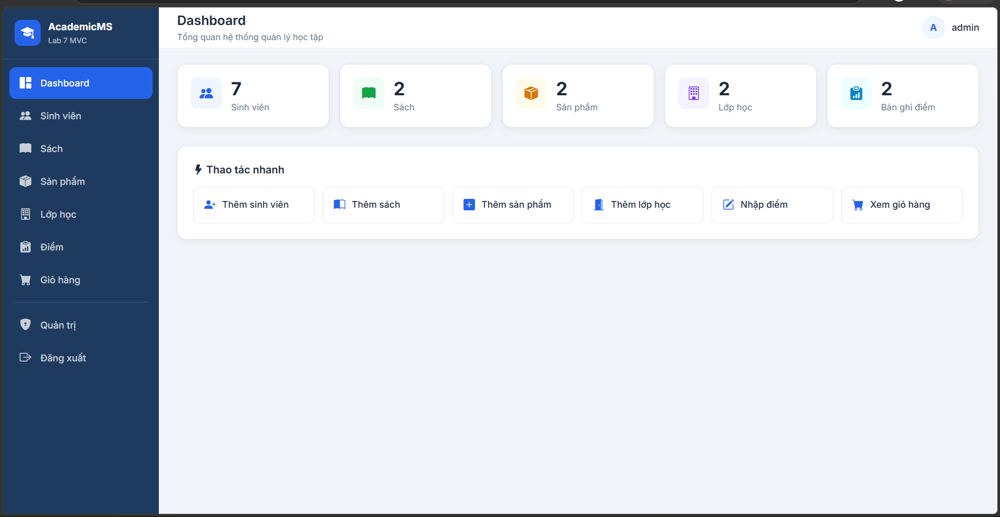 AcademicMS
Lab 7 MVC
Dashboard
Sinh viên
Sách
Sản phẩm
Lớp học
Điểm
Giỏ hàng
Quản trị
Đăng xuất
Dashboard
Tổng quan hệ thống quản lý học tập
A admin
7
Sinh viên
2
Sách
2
Sản phẩm
2
Lớp học
2
Bản ghi điểm
Thao tác nhanh
Thêm sinh viên
Thêm sách
Thêm sản phẩm
Thêm lớp học
Nhập điểm
Xem giỏ hàng